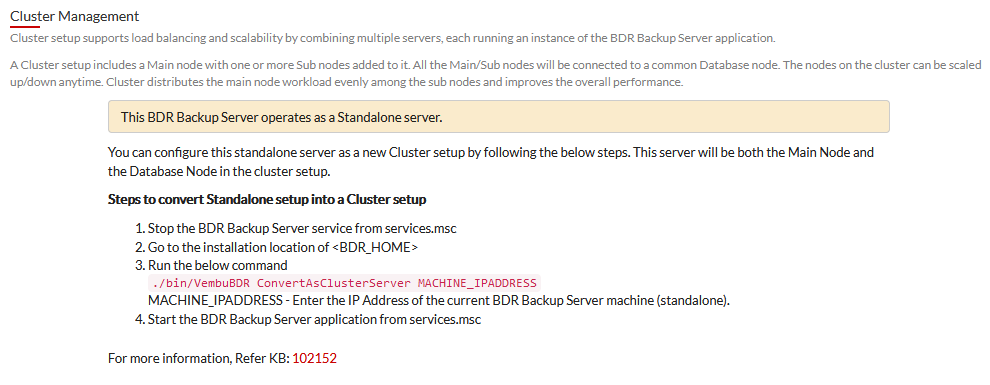 Cluster Management
Cluster setup supports load balancing and scalability by combining multiple servers, each running an instance of the BDR Backup Server application.
A Cluster setup includes a Main node with one or more Sub nodes added to it. All the Main/Sub nodes will be connected to a common Database node. The nodes on the cluster can be scaled
up/down anytime. Cluster distributes the main node workload evenly among the sub nodes and improves the overall performance.
This BDR Backup Server operates as a Standalone server.
You can configure this standalone server as a new Cluster setup by following the below steps. This server will be both the Main Node and
the Database Node in the cluster setup.
Steps to convert Standalone setup into a Cluster setup
1. Stop the BDR Backup Server service from services.msc
2. Go to the installation location of <BDR_HOME>
3. Run the below command
./bin/VembuBDR ConvertAsClusterServer MACHINE_IPADDRESS
MACHINE_IPADDRESS - Enter the IP Address of the current BDR Backup Server machine (standalone).
4. Start the BDR Backup Server application from services.msc
For more information, Refer KB: 102152